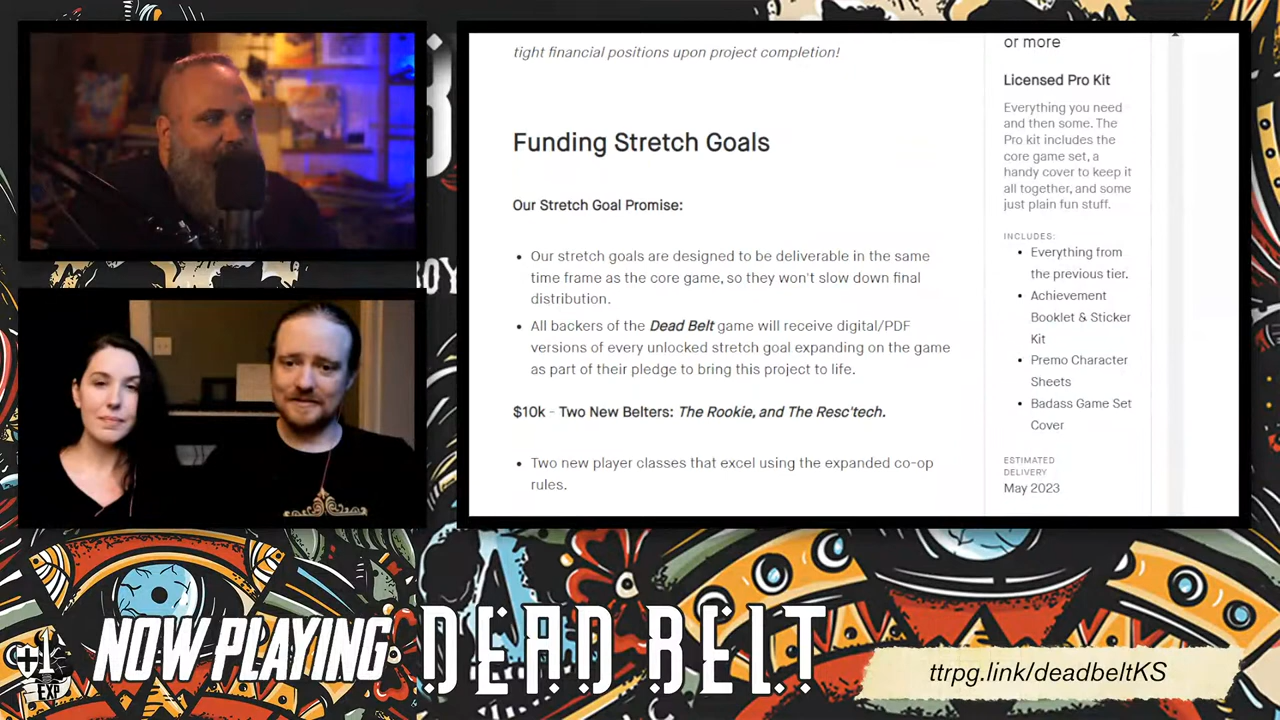 tight financial positions upon project completion!
Funding Stretch Goals
Our Stretch Goal Promise:
• Our stretch goals are designed to be deliverable in the same
time frame as the core game, so they won't slow down final
distribution.
• All backers of the Dead Belt game will receive digital/PDF
versions of every unlocked stretch goal expanding on the game
as part of their pledge to bring this project to life.
$10k - Two New Belters: The Rookie, and The Resc'tech.
• Two new player classes that excel using the expanded co-op
rules.
or more
Licensed Pro Kit
Everything you need
and then some. The
Pro kit includes the
core game set, a
handy cover to keep it
all together, and some
just plain fun stuff.
INCLUDES:
• Everything from
the previous tier.
• Achievement
Booklet & Sticker
Kit
• Premo Character
Sheets
• Badass Game Set
Cover
ESTIMATED
DELIVERY
May 2023
+1
EXP
NOW PLAYING DEAD BELT
ttrpg.link/deadbeltKS